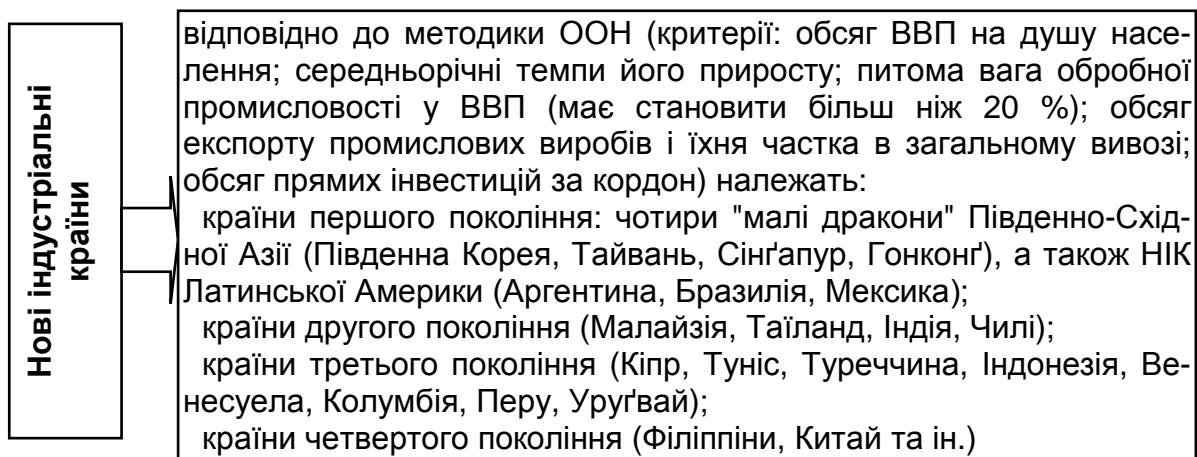 Нові індустріальні
країни
відповідно до методики ООН (критерії: обсяг ВВП на душу насе-
лення; середньорічні темпи його приросту; питома вага обробної
промисловості у ВВП (має становити більш ніж 20 %); обсяг
експорту промислових виробів і їхня частка в загальному вивозі;
обсяг прямих інвестицій за кордон) належать:
країни першого покоління: чотири "малі дракони" Південно-Схід-
ної Азії (Південна Корея, Тайвань, Сінґапур, Гонконґ), а також НІК
Латинської Америки (Аргентина, Бразилія, Мексика);
країни другого покоління (Малайзія, Таїланд, Індія, Чилі);
країни третього покоління (Кіпр, Туніс, Туреччина, Індонезія, Ве-
несуела, Колумбія, Перу, Уруґвай);
країни четвертого покоління (Філіппіни, Китай та ін.)